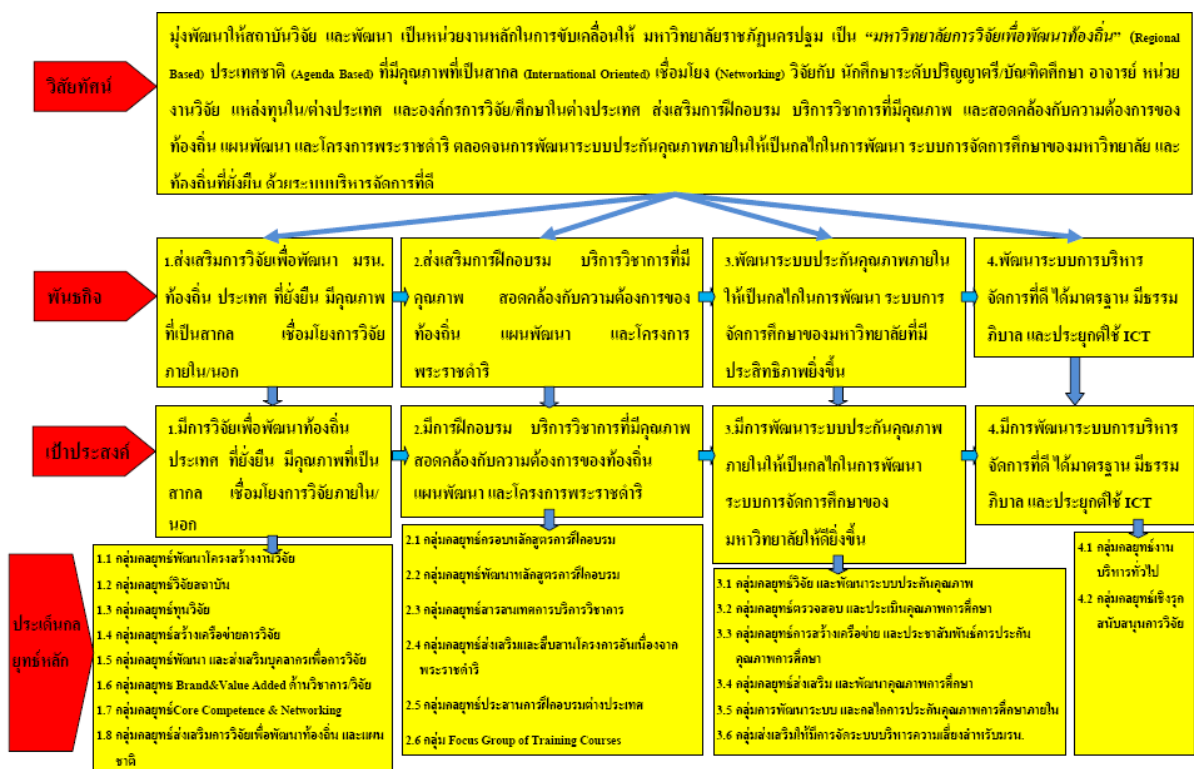 วิสัยทัศน์
มุ่งพัฒนาให้สถาบันวิจัย และพัฒนา เป็นหน่วยงานหลักในการขับเคลื่อนให้ มหาวิทยาลัยราชภัฏนครปฐม เป็น “มหาวิทยาลัยการวิจัยเพื่อพัฒนาท้องถิ่น” (Regional
Based) ประเทศชาติ (Agenda Based) ที่มีคุณภาพที่เป็นสากล (International Oriented) เชื่อมโยง (Networking) วิจัยกับ นักศึกษาระดับปริญญาตรี/บัณฑิตศึกษา อาจารย์ หน่วย
งานวิจัย แหล่งทุนใน/ต่างประเทศ และองค์กรการวิจัย/ศึกษาในต่างประเทศ ส่งเสริมการฝึกอบรม บริการวิชาการที่มีคุณภาพ และสอดคล้องกับความต้องการของ
ท้องถิ่น แผนพัฒนา และโครงการพระราชดำริ ตลอดจนการพัฒนาระบบประกันคุณภาพภายในให้เป็นกลไกในการพัฒนา ระบบการจัดการศึกษาของมหาวิทยาลัย และ
ท้องถิ่นที่ยั่งยืน ด้วยระบบบริหารจัดการที่ดี
พันธกิจ
1.ส่งเสริมการวิจัยเพื่อพัฒนา มรน.
ท้องถิ่น ประเทศ ที่ยั่งยืน มีคุณภาพ
ที่เป็นสากล เชื่อมโยงการวิจัย
ภายใน/นอก
2.ส่งเสริมการฝึกอบรม บริการวิชาการที่มี
คุณภาพ สอดคล้องกับความต้องการของ
ท้องถิ่น แผนพัฒนา และโครงการ
พระราชดำริ
3.พัฒนาระบบประกันคุณภาพภายใน
ให้เป็นกลไกในการพัฒนา ระบบการ
จัดการศึกษาของมหาวิทยาลัยที่มี
ประสิทธิภาพยิ่งขึ้น
4.พัฒนาระบบการบริหาร
จัดการที่ดี ได้มาตรฐาน มีธรรม
ภิบาล และประยุกต์ใช้ ICT
เป้าประสงค์
1.มีการวิจัยเพื่อพัฒนาท้องถิ่น
ประเทศ ที่ยั่งยืน มีคุณภาพที่เป็น
สากล เชื่อมโยงการวิจัยภายใน/
นอก
2.มีการฝึกอบรม บริการวิชาการที่มีคุณภาพ
สอดคล้องกับความต้องการของท้องถิ่น
แผนพัฒนา และโครงการพระราชดำริ
3.มีการพัฒนาระบบประกันคุณภาพ
ภายในให้เป็นกลไกในการพัฒนา
ระบบการจัดการศึกษาของ
มหาวิทยาลัยให้ดียิ่งขึ้น
4.มีการพัฒนาระบบการบริหาร
จัดการที่ดี ได้มาตรฐาน มีธรรม
ภิบาล และประยุกต์ใช้ ICT
ประเด็นกล
ยุทธ์หลัก
1.1 กลุ่มกลยุทธ์พัฒนาโครงสร้างงานวิจัย
1.2 กลุ่มกลยุทธ์วิจัยสถาบัน
1.3 กลุ่มกลยุทธ์ทุนวิจัย
1.4 กลุ่มกลยุทธ์สร้างเครือข่ายการวิจัย
1.5 กลุ่มกลยุทธ์พัฒนา และส่งเสริมบุคลากรเพื่อการวิจัย
1.6 กลุ่มกลยุทธ Brand&Value Added ด้านวิชาการ/วิจัย
1.7 กลุ่มกลยุทธ์Core Competence & Networking
1.8 กลุ่มกลยุทธ์ส่งเสริมการวิจัยเพื่อพัฒนาท้องถิ่น และแผน
ชาติ
2.1 กลุ่มกลยุทธ์กรอบหลักสูตรการฝึกอบรม
2.2 กลุ่มกลยุทธ์พัฒนาหลักสูตรการฝึกอบรม
2.3 กลุ่มกลยุทธ์สารสนเทศการบริการวิชาการ
2.4 กลุ่มกลยุทธ์ส่งเสริมและสืบสานโครงการอันเนื่องจาก
พระราชดำริ
2.5 กลุ่มกลยุทธ์ประสานการฝึกอบรมต่างประเทศ
2.6 กลุ่ม Focus Group of Training Courses
3.1 กลุ่มกลยุทธ์วิจัย และพัฒนาระบบประกันคุณภาพ
3.2 กลุ่มกลยุทธ์ตรวจสอบ และประเมินคุณภาพการศึกษา
3.3 กลุ่มกลยุทธ์การสร้างเครือข่าย และประชาสัมพันธ์การประกัน
คุณภาพการศึกษา
3.4 กลุ่มกลยุทธ์ส่งเสริม และพัฒนาคุณภาพการศึกษา
3.5 กลุ่มการพัฒนาระบบ และกลไกการประกันคุณภาพการศึกษาภายใน
3.6 กลุ่มส่งเสริมให้มีการจัดระบบบริหารความเสี่ยงสำหรับมรน.
4.1 กลุ่มกลยุทธ์งาน
บริหารทั่วไป
4.2 กลุ่มกลยุทธ์เชิงรุก
สนับสนุนการวิจัย